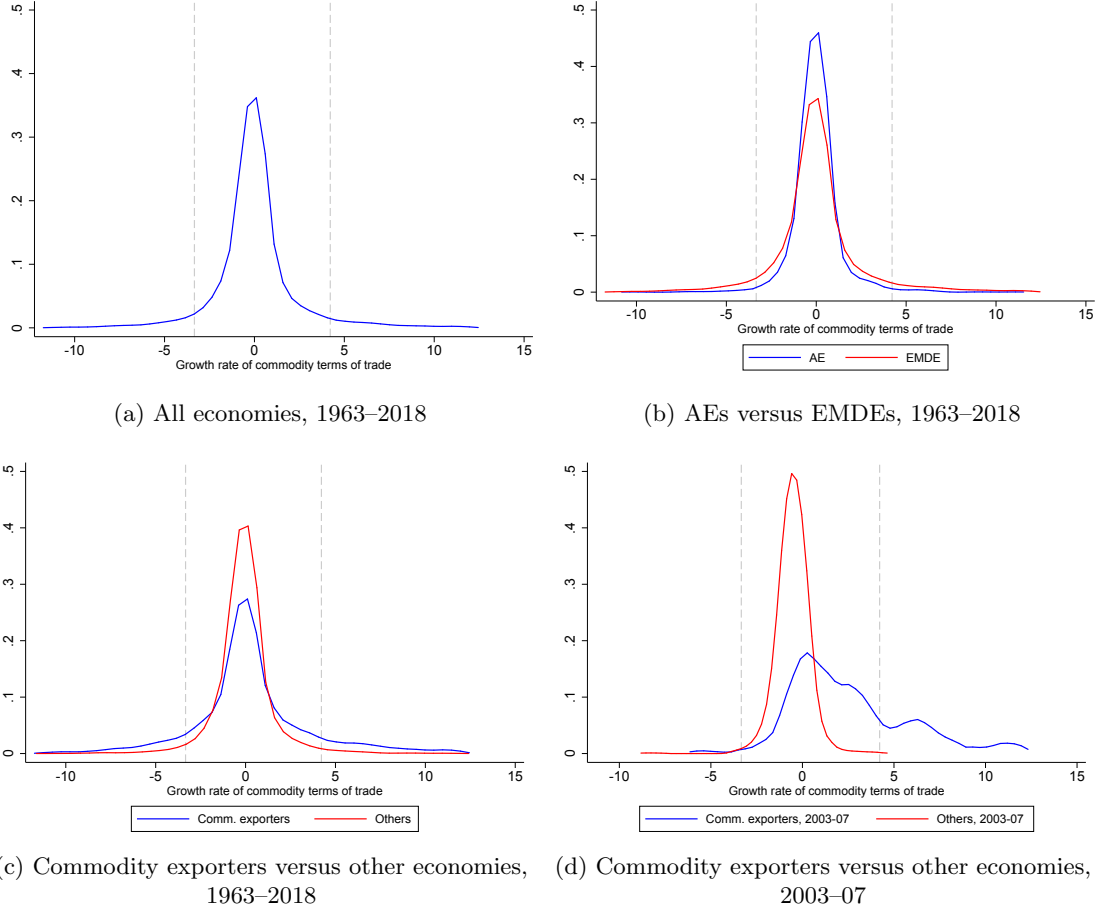 .5
.4
.3
.2
.1
0
-10 -5 0 5 10 15
Growth rate of commodity terms of trade
(a) All economies, 1963–2018
.5
.4
.3
.2
.1
0
-10 -5 0 5 10 15
Growth rate of commodity terms of trade
AE EMDE
(b) AEs versus EMDEs, 1963–2018
.5
.4
.3
.2
.1
0
-10 -5 0 5 10 15
Growth rate of commodity terms of trade
Comm. exporters Others
c) Commodity exporters versus other economies,
1963–2018
.5
.4
.3
.2
.1
0
-10 -5 0 5 10 15
Growth rate of commodity terms of trade
Comm. exporters, 2003-07 Others, 2003-07
(d) Commodity exporters versus other economies,
2003–07